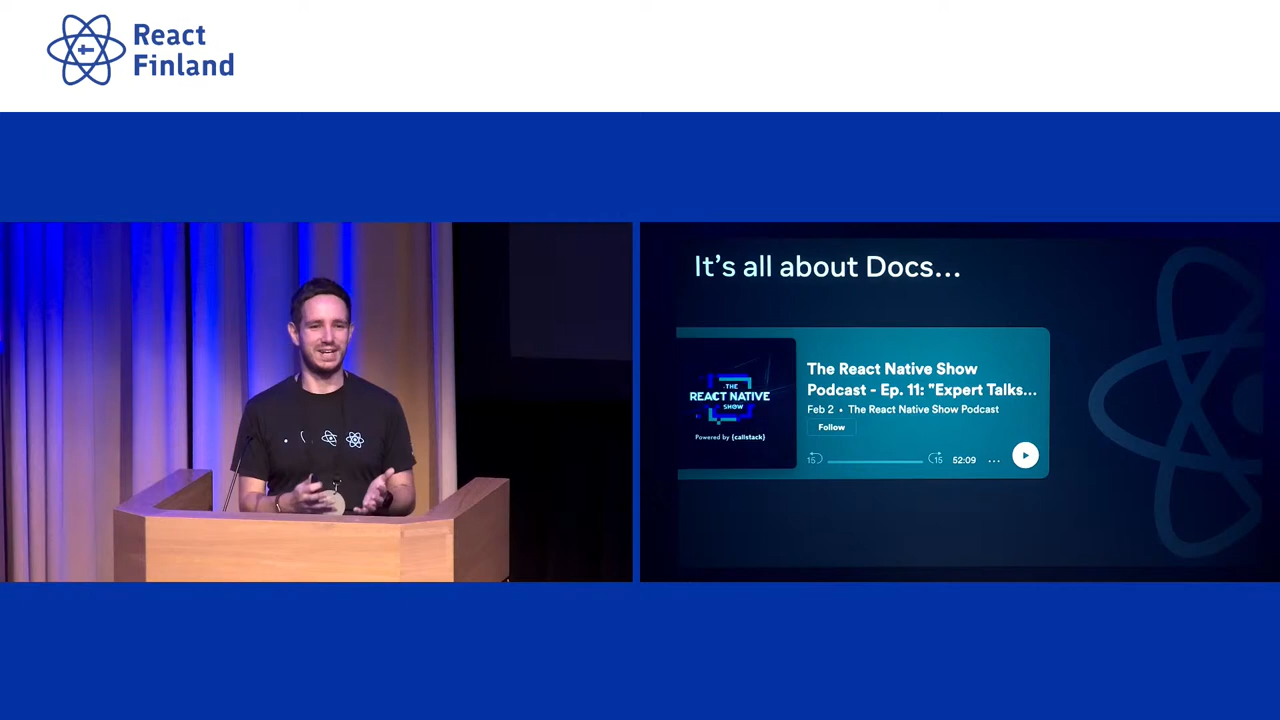 React
Finland
It's all about Docs...
THE
REACT NATIVE
SHOW
Powered by {callstack}
The React Native Show
Podcast - Ep. 11: "Expert Talks...
Feb 2 • The React Native Show Podcast
Follow
15
15
52:09
...